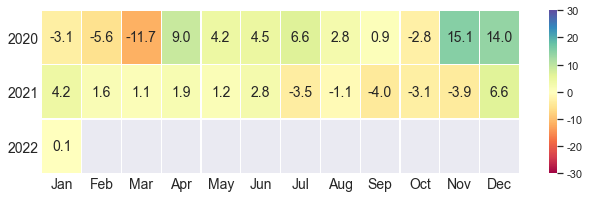 2020 -3.1 -5.6 -11.7 9.0 4.2 4.5 6.6 2.8 0.9 -2.8 15.1 14.0
2021 4.2 1.6 1.1 1.9 1.2 2.8 -3.5 -1.1 -4.0 -3.1 -3.9 6.6
2022 0.1
Jan Feb Mar Apr May Jun Jul Aug Sep Oct Nov Dec
30
20
10
0
-10
-20
-30